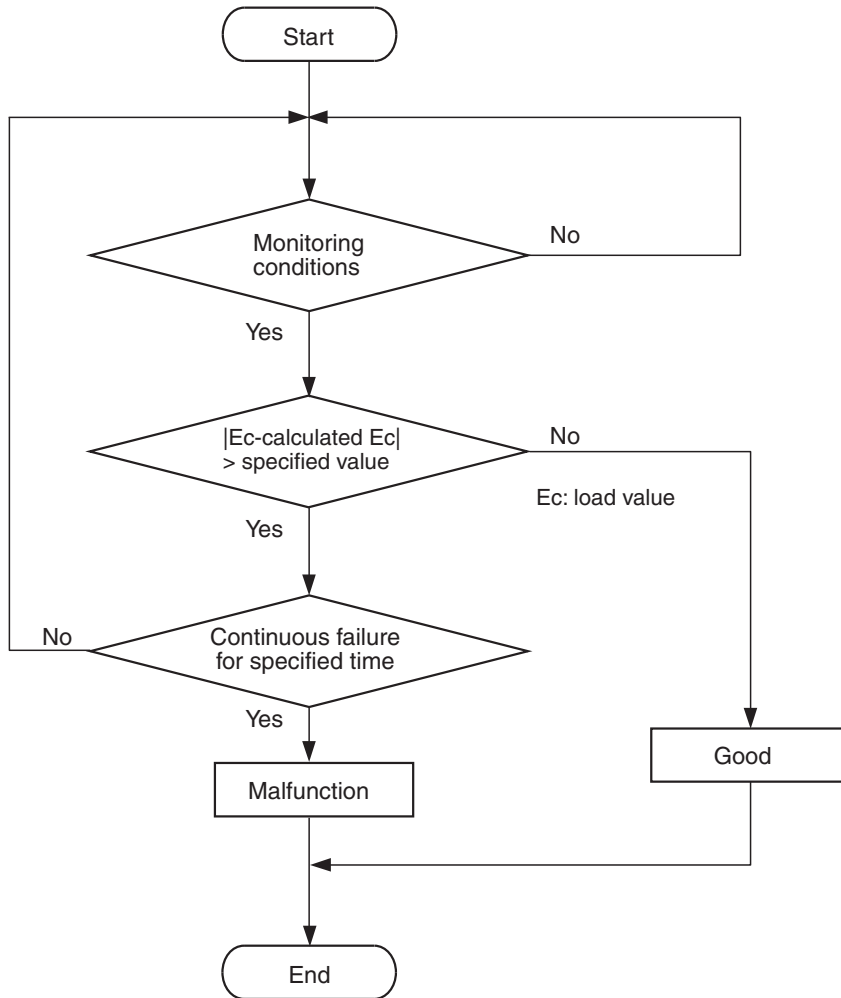 Start
Monitoring
conditions
No
Yes
|Ec-calculated Ec|
> specified value
No
Ec: load value
Yes
Continuous failure
for specified time
No
Yes
Malfunction
Good
End